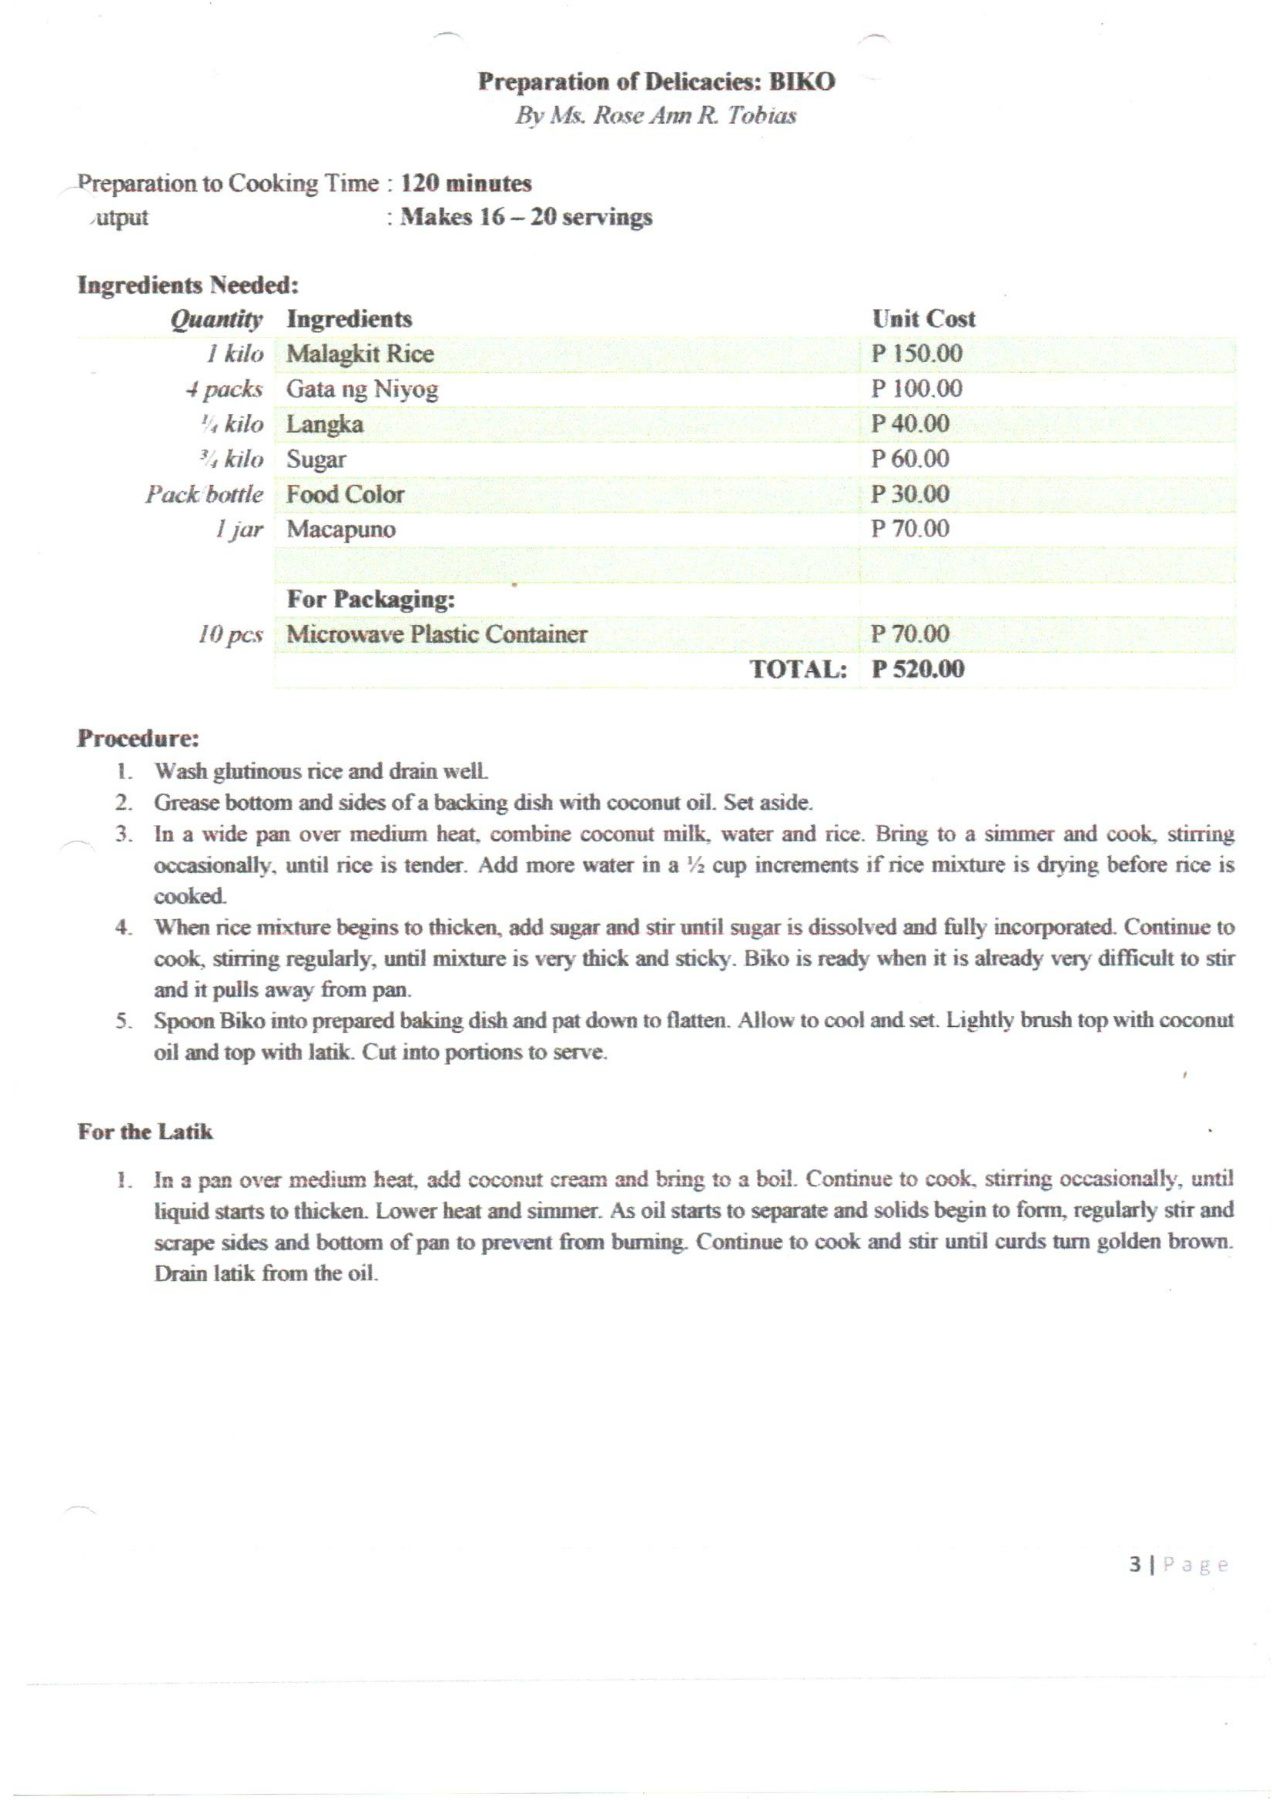 Preparation of Delicacies: BIKO
By Ms. Rose Ann R. Tobias
Preparation to Cooking Time : 120 minutes
utput : Makes 16 – 20 servings
Ingredients Needed:
Quantity Ingredients Unit Cost
1 kilo Malagkit Rice P 150.00
4 packs Gata ng Niyog P 100.00
¼ kilo Langka P 40.00
¾ kilo Sugar P 60.00
Pack/bottle Food Color P 30.00
1 jar Macapuno P 70.00
For Packaging:
10 pcs Microwave Plastic Container P 70.00
TOTAL: P 520.00
Procedure:
1. Wash glutinous rice and drain well.
2. Grease bottom and sides of a backing dish with coconut oil. Set aside.
3. In a wide pan over medium heat, combine coconut milk, water and rice. Bring to a simmer and cook, stirring
occasionally, until rice is tender. Add more water in a ½ cup increments if rice mixture is drying before rice is
cooked.
4. When rice mixture begins to thicken, add sugar and stir until sugar is dissolved and fully incorporated. Continue to
cook, stirring regularly, until mixture is very thick and sticky. Biko is ready when it is already very difficult to stir
and it pulls away from pan.
5. Spoon Biko into prepared baking dish and pat down to flatten. Allow to cool and set. Lightly brush top with coconut
oil and top with latik. Cut into portions to serve.
For the Latik
1. In a pan over medium heat, add coconut cream and bring to a boil. Continue to cook, stirring occasionally, until
liquid starts to thicken. Lower heat and simmer. As oil starts to separate and solids begin to form, regularly stir and
scrape sides and bottom of pan to prevent from burning. Continue to cook and stir until curds turn golden brown.
Drain latik from the oil.
3 | Page